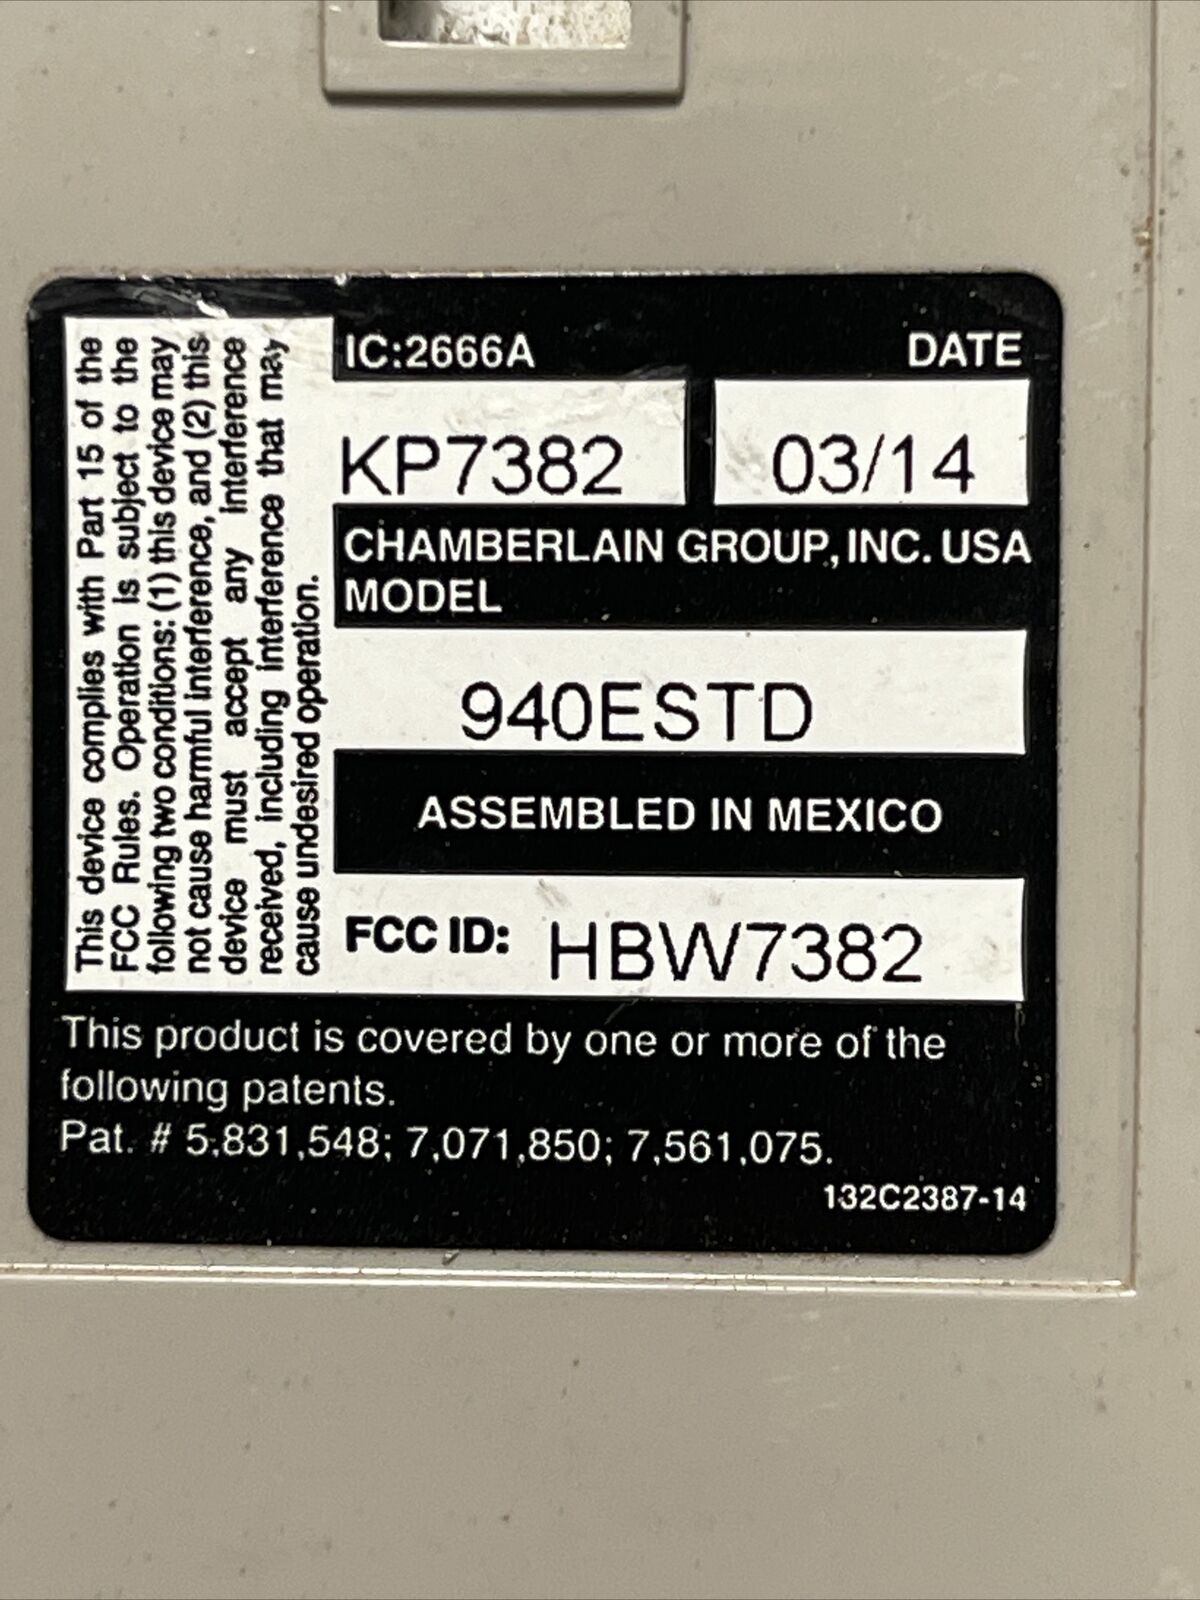 This device complies with Part 15 of the
FCC Rules. Operation is subject to the
following two conditions: (1) this device may
not cause harmful interference, and (2) this
device must accept any interference
received, including interference that may
cause undesired operation.
IC:2666A DATE
KP7382 03/14
CHAMBERLAIN GROUP, INC. USA
MODEL
940ESTD
ASSEMBLED IN MEXICO
FCC ID: HBW7382
This product is covered by one or more of the
following patents.
Pat. # 5,831,548; 7,071,850; 7,561,075.
132C2387-14